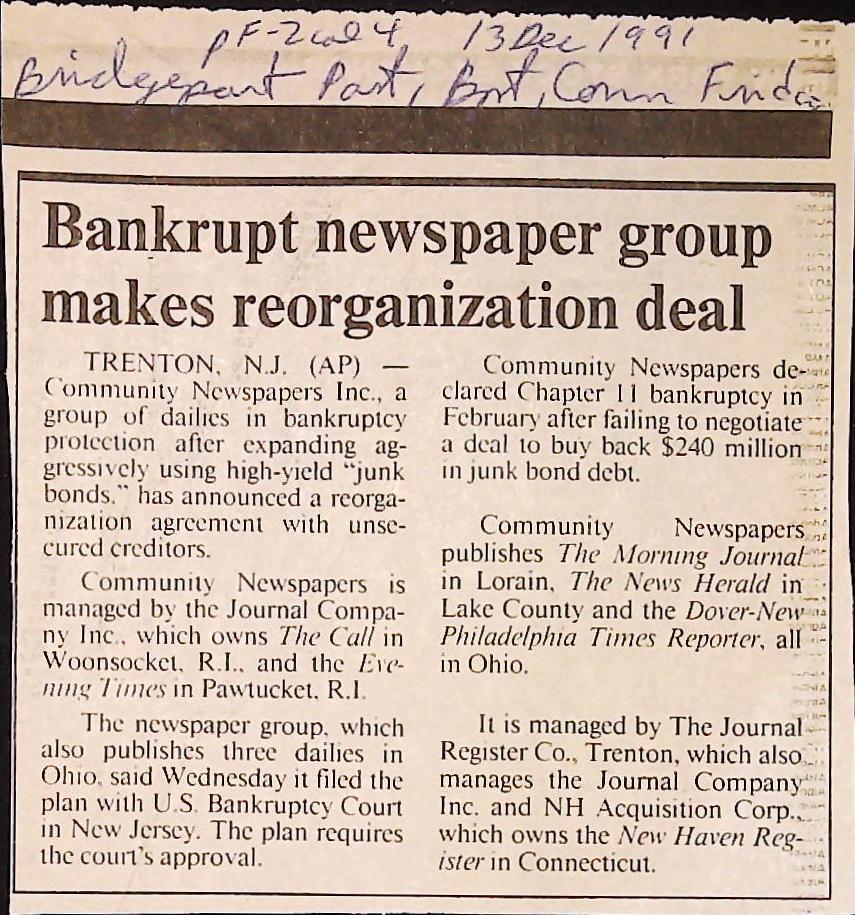 pF-2 col 4, 13 Dec 1991
Bridgeport Post, Bpt, Conn Friday
Bankrupt newspaper group
makes reorganization deal
TRENTON, N.J. (AP) —
Community Newspapers Inc., a
group of dailies in bankruptcy
protection after expanding ag-
gressively using high-yield “junk
bonds,” has announced a reorga-
nization agreement with unse-
cured creditors.
Community Newspapers is
managed by the Journal Compa-
ny Inc., which owns The Call in
Woonsocket, R.I., and the Eve-
ning Times in Pawtucket, R.I.
The newspaper group, which
also publishes three dailies in
Ohio, said Wednesday it filed the
plan with U.S. Bankruptcy Court
in New Jersey. The plan requires
the court's approval.
Community Newspapers de-
clared Chapter 11 bankruptcy in
February after failing to negotiate
a deal to buy back $240 million
in junk bond debt.
Community Newspapers
publishes The Morning Journal
in Lorain, The News Herald in
Lake County and the Dover-New
Philadelphia Times Reporter, all
in Ohio.
It is managed by The Journal
Register Co., Trenton, which also
manages the Journal Company
Inc. and NH Acquisition Corp.,
which owns the New Haven Reg-
ister in Connecticut.